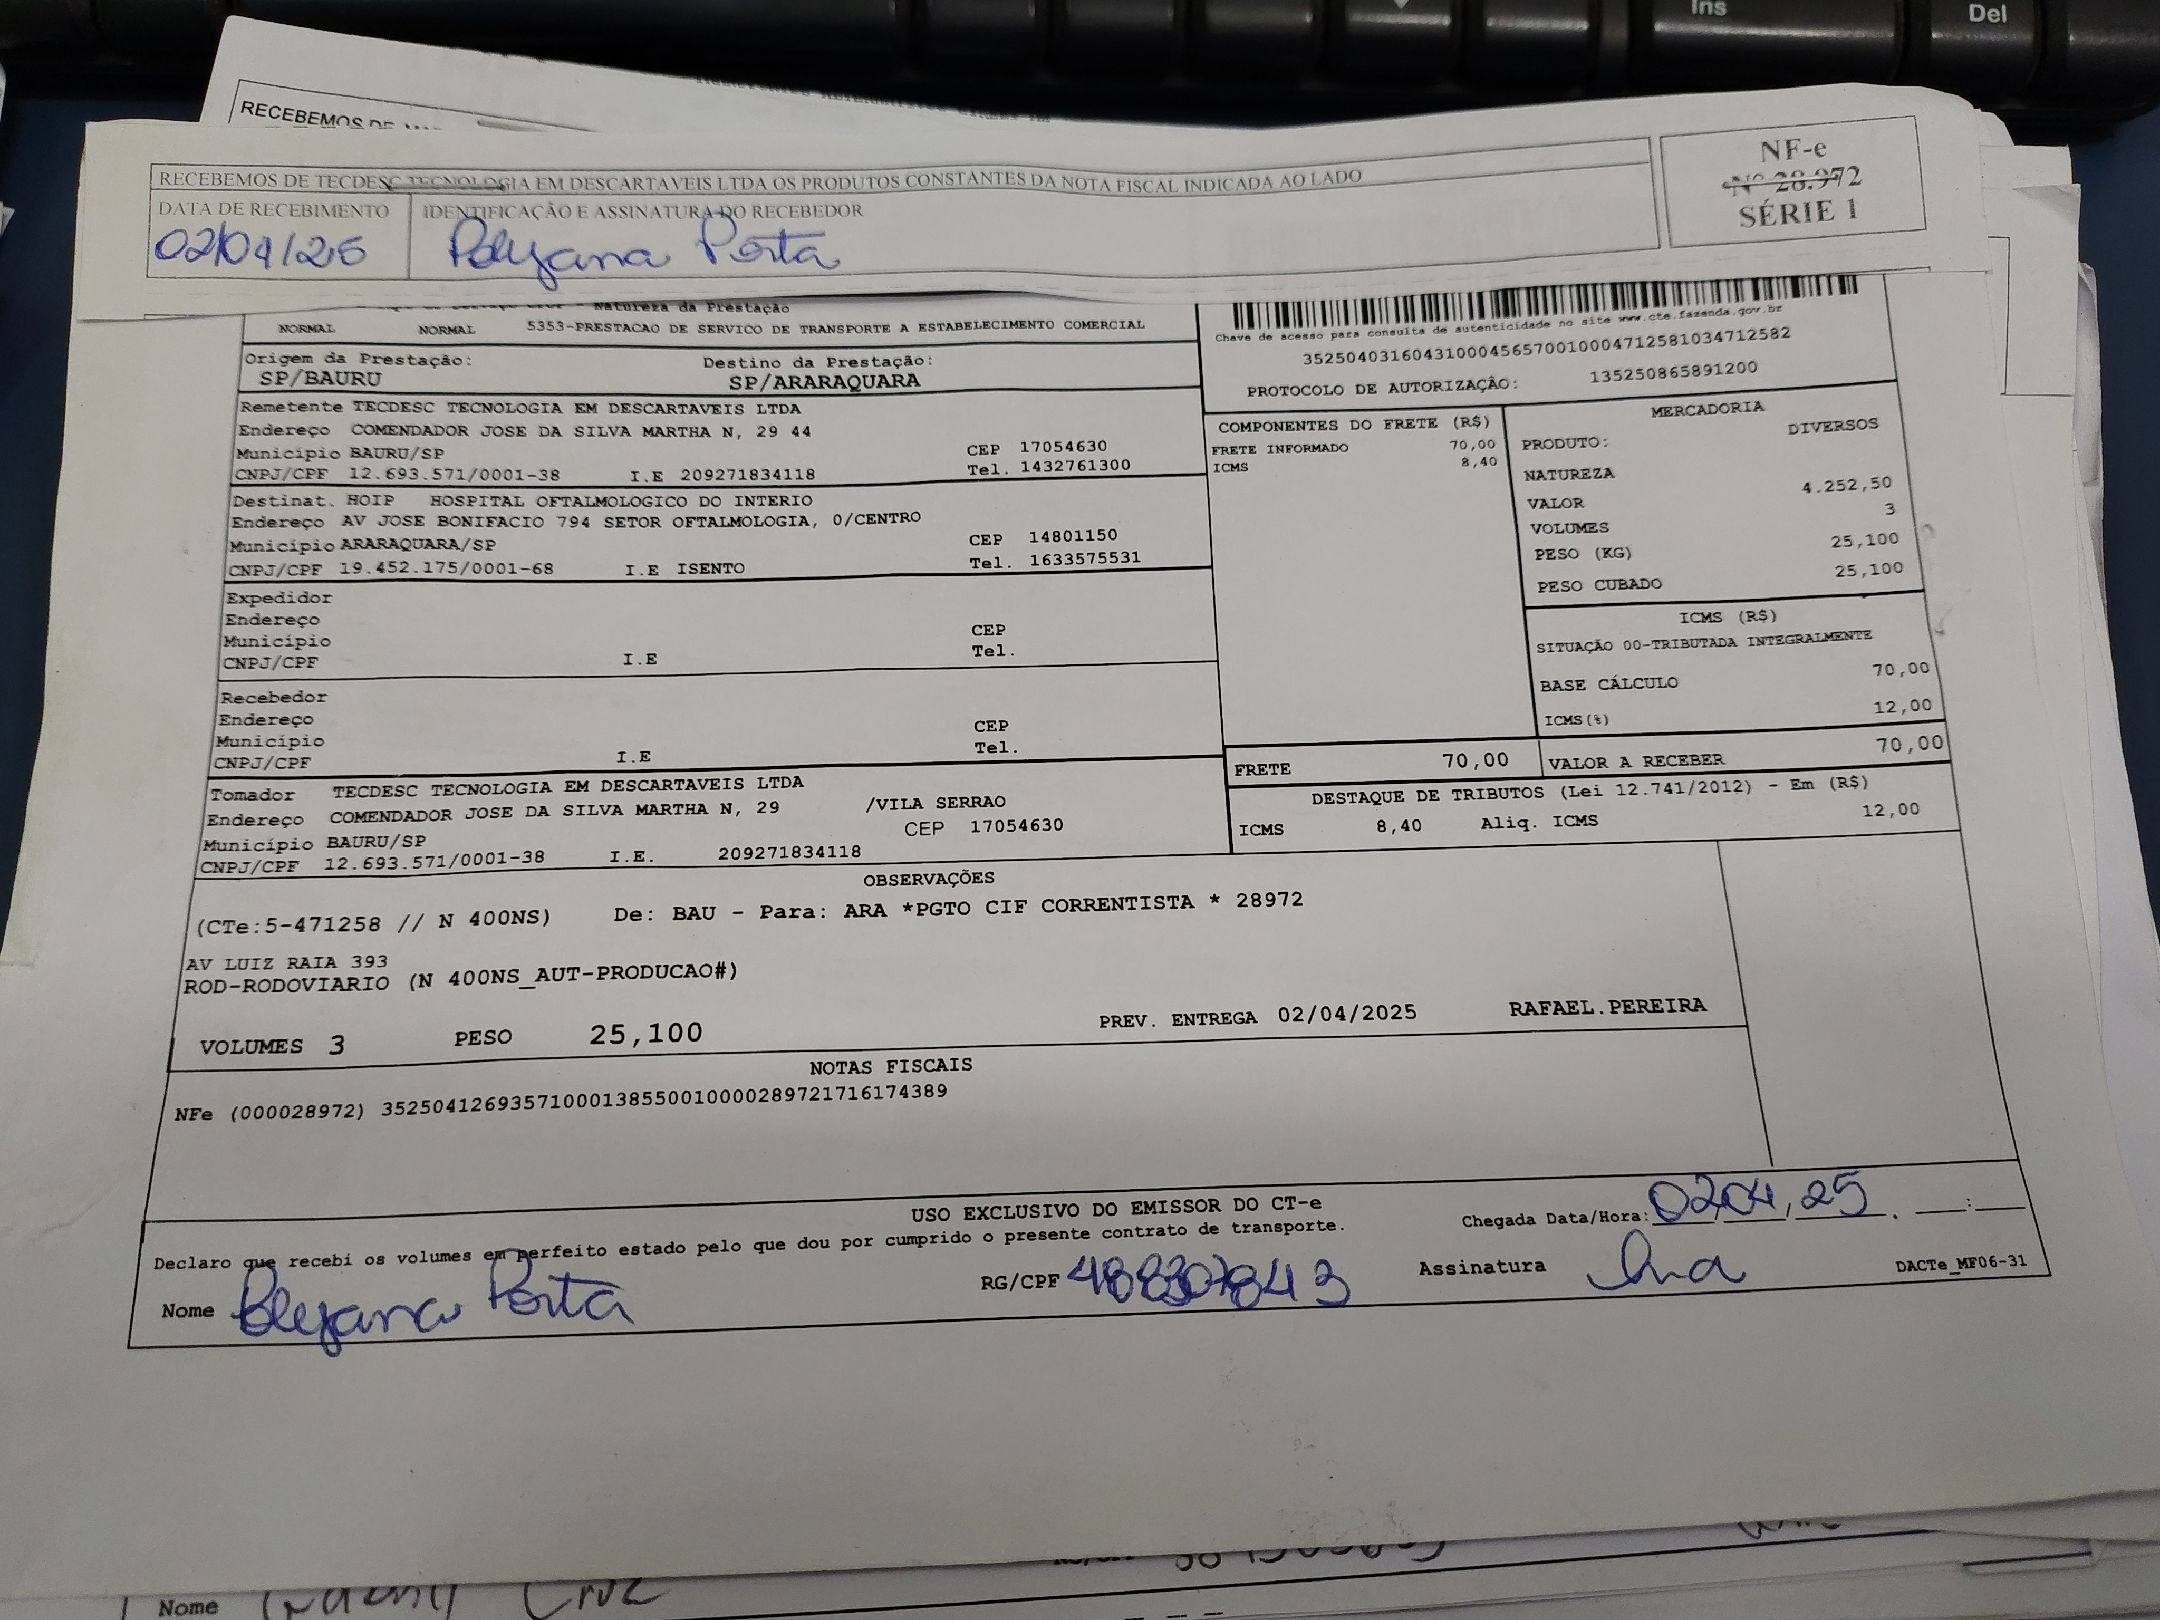 Ins
Del
RECEBEMOS DE
RECEBEMOS DE TECDESC TECNOLOGIA EM DESCARTAVEIS LTDA OS PRODUTOS CONSTANTES DA NOTA FISCAL INDICADA AO LADO
NF-e
Nº 28.972
SÉRIE 1
DATA DE RECEBIMENTO
IDENTIFICAÇÃO E ASSINATURA DO RECEBEDOR
02/04/25
Polyana Porta
Natureza da Prestação
NORMAL NORMAL 5353-PRESTACAO DE SERVICO DE TRANSPORTE A ESTABELECIMENTO COMERCIAL
Chave de acesso para consulta de autenticidade no site www.cte.fazenda.gov.br
35250403160431000456570010004712581034712582
PROTOCOLO DE AUTORIZAÇÃO: 135250865891200
Origem da Prestação: Destino da Prestação:
SP/BAURU SP/ARARAQUARA
Remetente TECDESC TECNOLOGIA EM DESCARTAVEIS LTDA
Endereço COMENDADOR JOSE DA SILVA MARTHA N, 29 44
Município BAURU/SP CEP 17054630
CNPJ/CPF 12.693.571/0001-38 I.E 209271834118 Tel. 1432761300
Destinat. HOIP HOSPITAL OFTALMOLOGICO DO INTERIO
Endereço AV JOSE BONIFACIO 794 SETOR OFTALMOLOGIA, 0/CENTRO
Município ARARAQUARA/SP CEP 14801150
CNPJ/CPF 19.452.175/0001-68 I.E ISENTO Tel. 1633575531
Expedidor
Endereço
Município CEP
CNPJ/CPF I.E Tel.
Recebedor
Endereço
Município CEP
CNPJ/CPF I.E Tel.
Tomador TECDESC TECNOLOGIA EM DESCARTAVEIS LTDA
Endereço COMENDADOR JOSE DA SILVA MARTHA N, 29 /VILA SERRAO
Município BAURU/SP CEP 17054630
CNPJ/CPF 12.693.571/0001-38 I.E. 209271834118
COMPONENTES DO FRETE (R$)
FRETE INFORMADO 70,00
ICMS 8,40
MERCADORIA
PRODUTO: DIVERSOS
NATUREZA
VALOR 4.252,50
VOLUMES 3
PESO (KG) 25,100
PESO CUBADO 25,100
ICMS (R$)
SITUAÇÃO 00-TRIBUTADA INTEGRALMENTE
BASE CÁLCULO 70,00
ICMS(%) 12,00
FRETE 70,00 VALOR A RECEBER 70,00
DESTAQUE DE TRIBUTOS (Lei 12.741/2012) - Em (R$)
ICMS 8,40 Aliq. ICMS 12,00
OBSERVAÇÕES
(CTe:5-471258 // N 400NS) De: BAU - Para: ARA *PGTO CIF CORRENTISTA * 28972
AV LUIZ RAIA 393
ROD-RODOVIARIO (N 400NS_AUT-PRODUCAO#)
VOLUMES 3 PESO 25,100 PREV. ENTREGA 02/04/2025 RAFAEL.PEREIRA
NOTAS FISCAIS
NFe (000028972) 35250412693571000138550010000289721716174389
USO EXCLUSIVO DO EMISSOR DO CT-e
Declaro que recebi os volumes em perfeito estado pelo que dou por cumprido o presente contrato de transporte.
Chegada Data/Hora: 02 04, 25
Nome Polyana Porta RG/CPF Assinatura DACTe_MF06-31
Nome Cruz